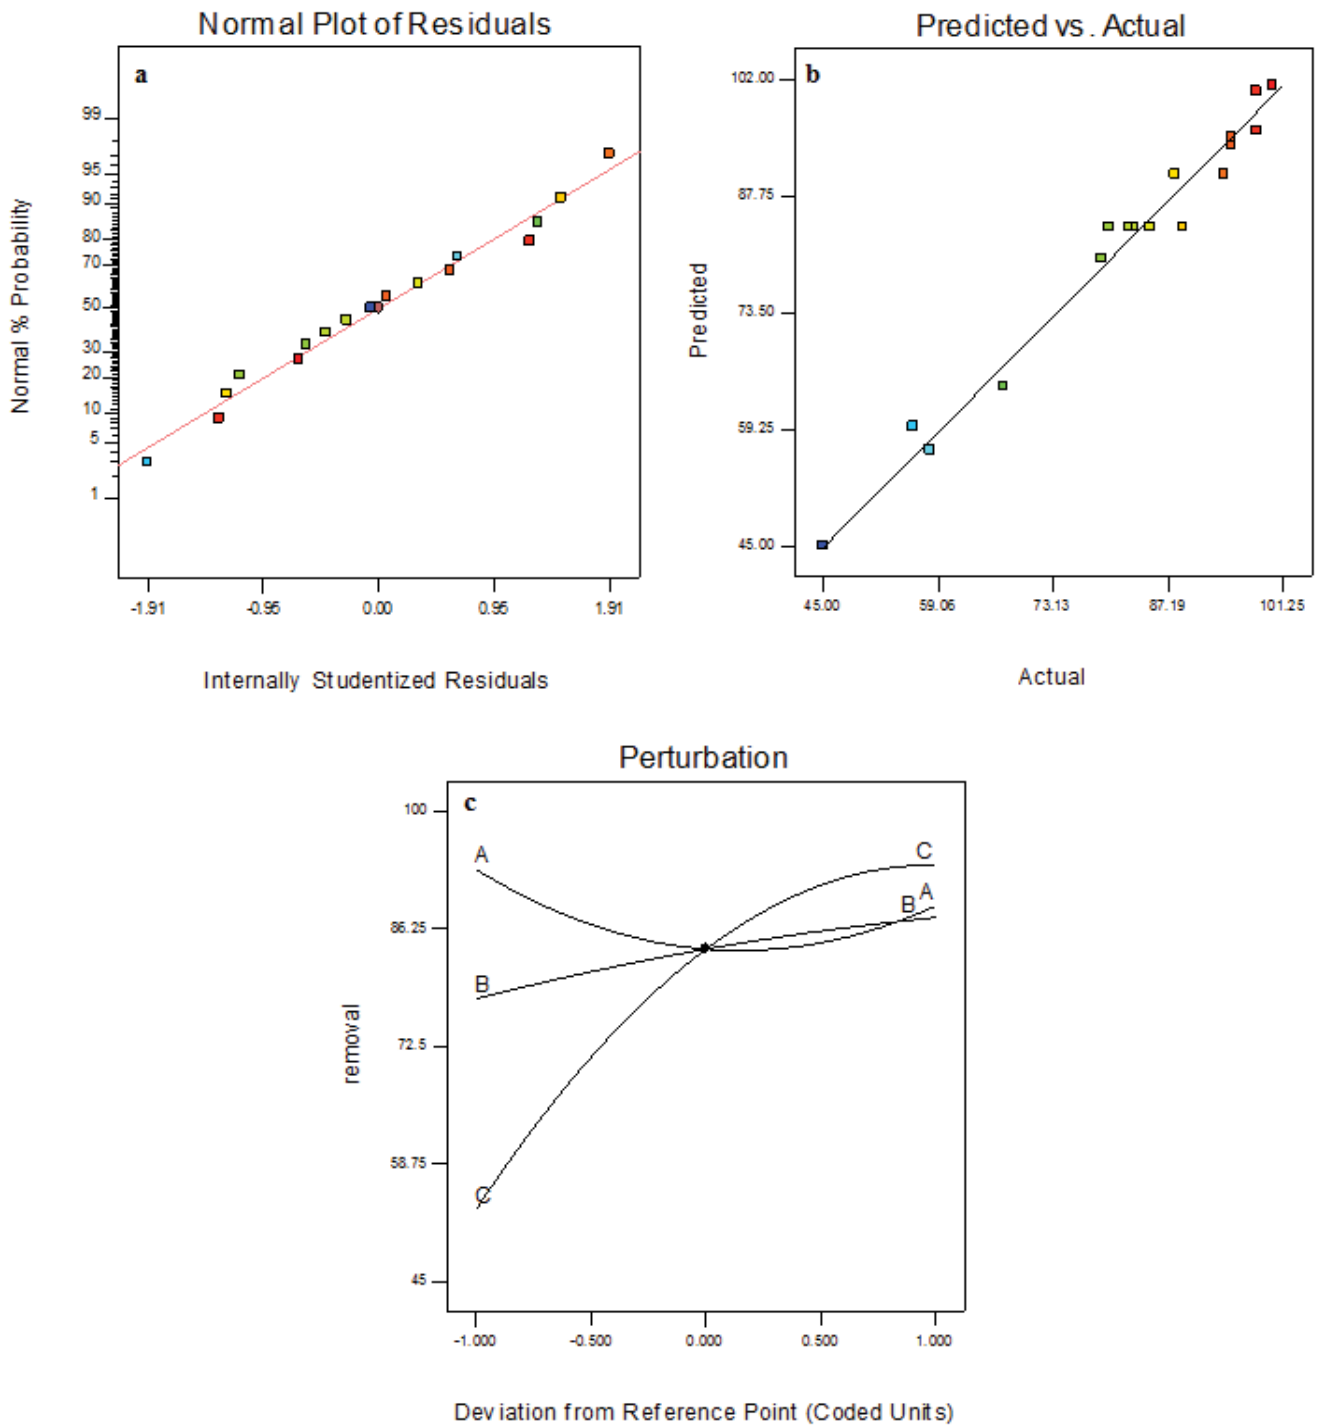 Normal Plot of Residuals
a
Normal % Probability
99
95
90
80
70
50
30
20
10
5
1
-1.91
-0.95
0.00
0.95
1.91
Internally Studentized Residuals
Predicted vs. Actual
b
Predicted
102.00
87.75
73.50
59.25
45.00
45.00
59.06
73.13
87.19
101.25
Actual
Perturbation
c
removal
100
86.25
72.5
58.75
45
A
B
C
C
A
B
-1.000
-0.500
0.000
0.500
1.000
Deviation from Reference Point (Coded Units)